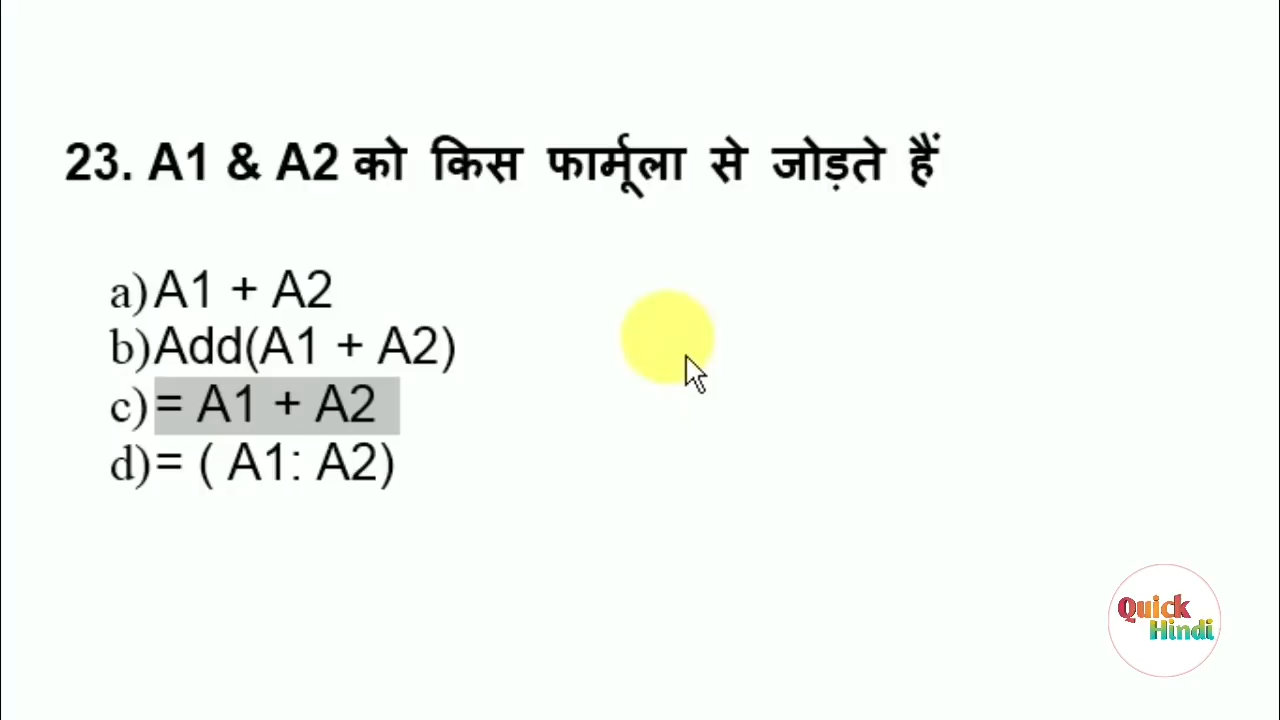 23. A1 & A2 को किस फार्मूला से जोड़ते हैं
a) A1 + A2
b) Add(A1 + A2)
c) = A1 + A2
d) = ( A1: A2)
Quick
Hindi